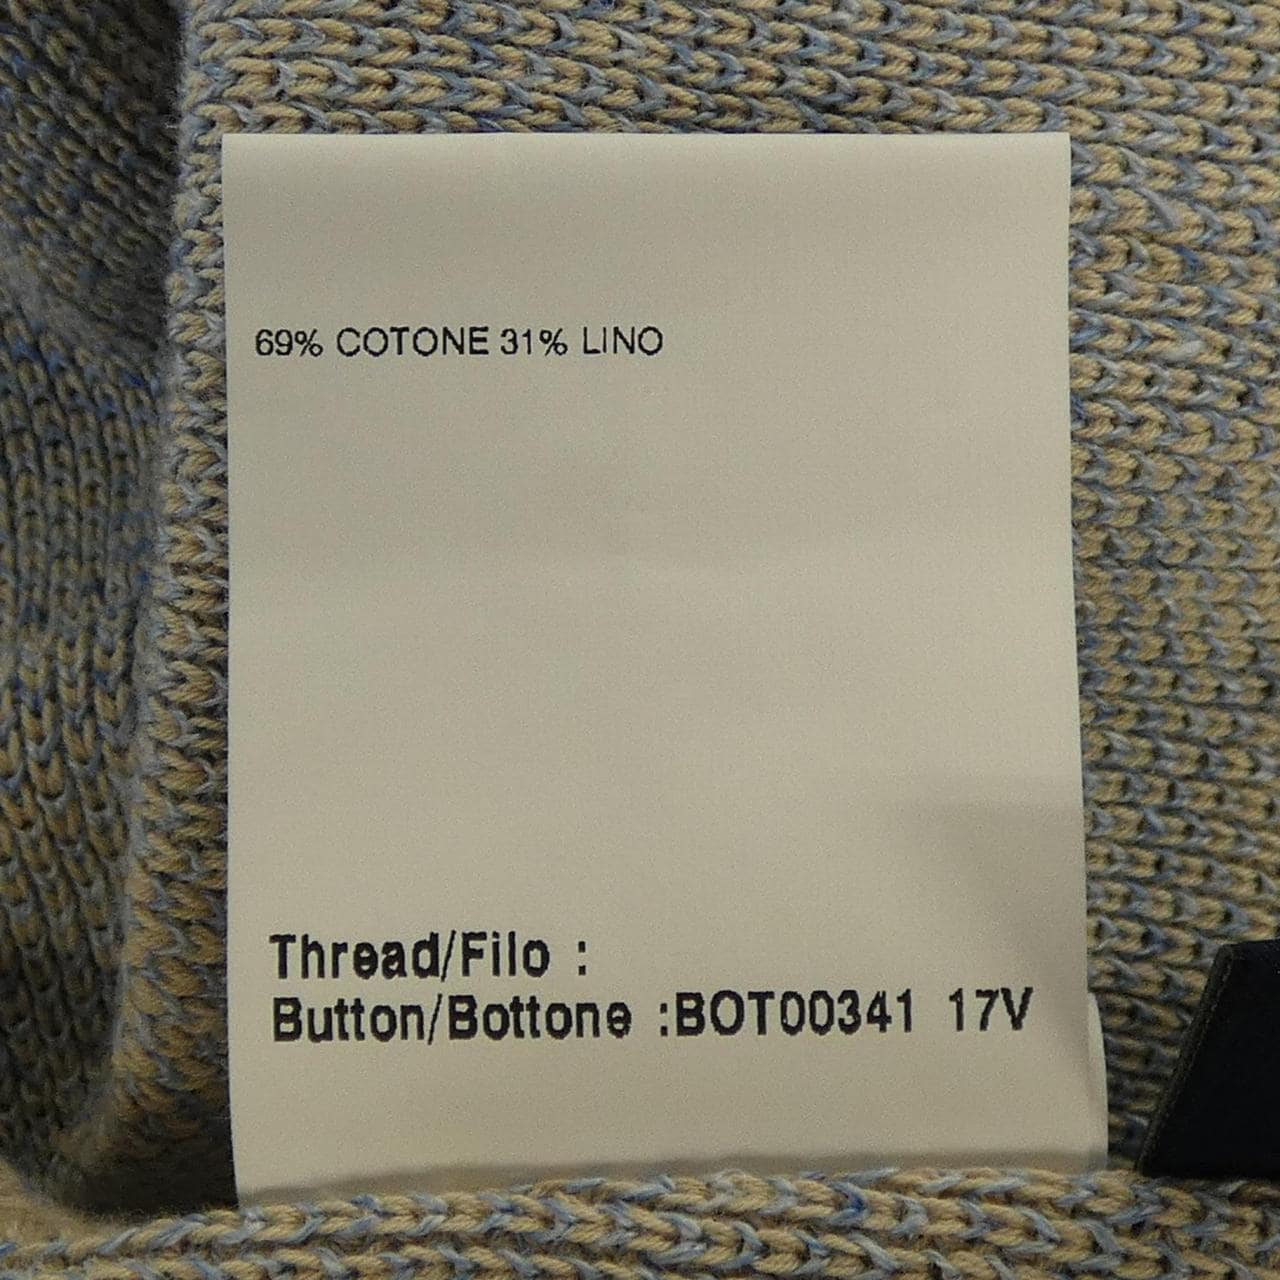 69% COTONE 31% LINO
Thread/Filo :
Button/Bottone :BOT00341 17V